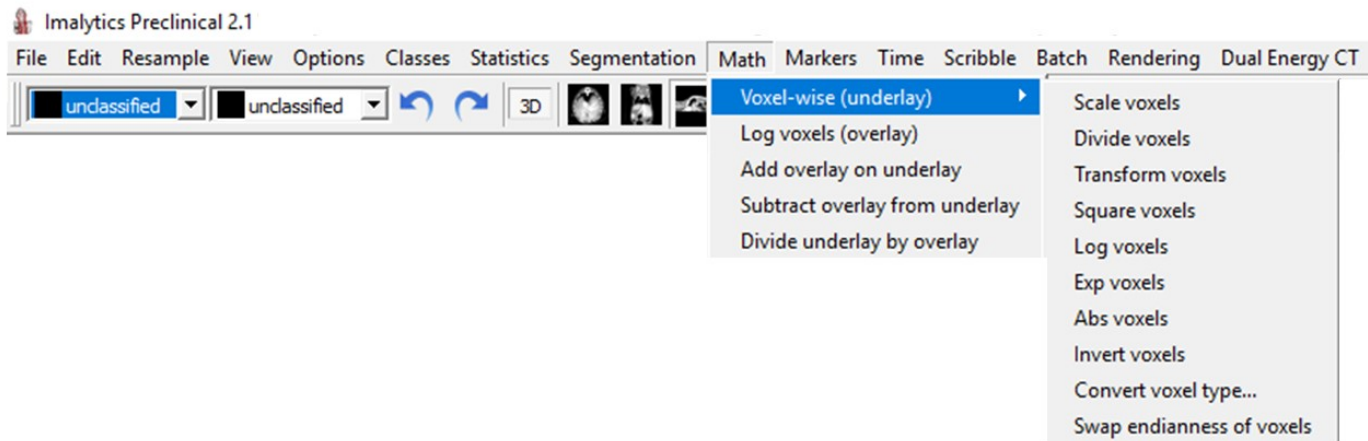 Imalytics Preclinical 2.1
File Edit Resample View Options Classes Statistics Segmentation Math Markers Time Scribble Batch Rendering Dual Energy CT
unclassified unclassified 3D
Voxel-wise (underlay)
Log voxels (overlay)
Add overlay on underlay
Subtract overlay from underlay
Divide underlay by overlay
Scale voxels
Divide voxels
Transform voxels
Square voxels
Log voxels
Exp voxels
Abs voxels
Invert voxels
Convert voxel type...
Swap endianness of voxels